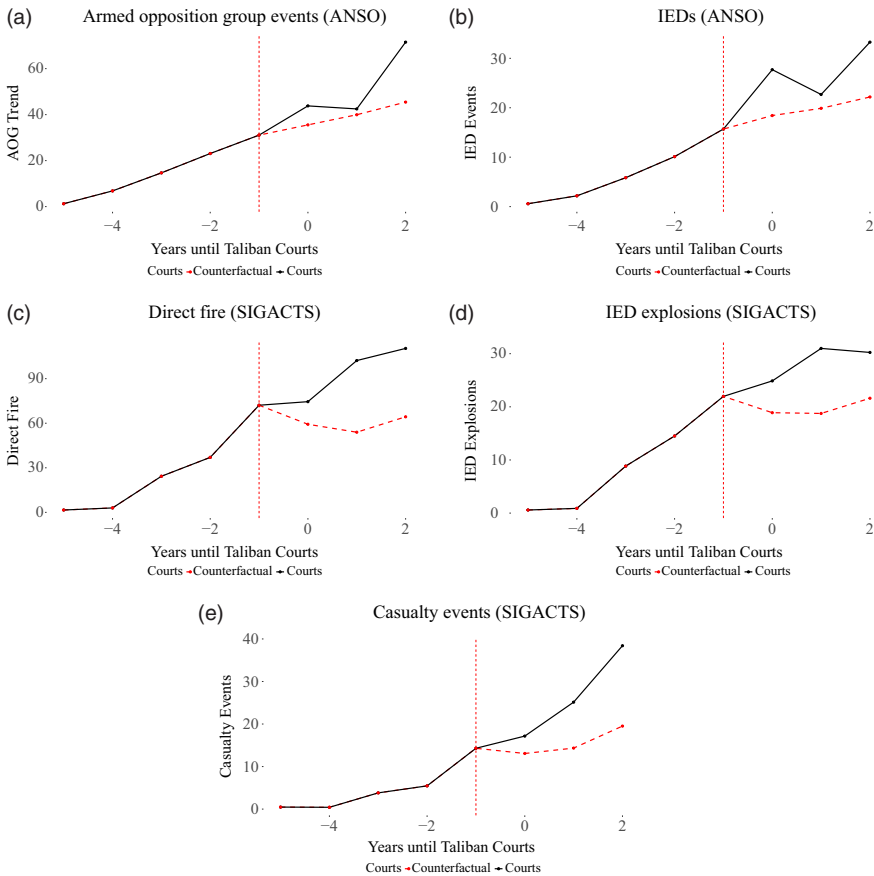 (a)
Armed opposition group events (ANSO)
AOG Trend
60
40
20
0
−4
−2
0
2
Years until Taliban Courts
Courts Counterfactual Courts
(b)
IEDs (ANSO)
IED Events
30
20
10
0
−4
−2
0
2
Years until Taliban Courts
Courts Counterfactual Courts
(c)
Direct fire (SIGACTS)
Direct Fire
90
60
30
0
−4
−2
0
2
Years until Taliban Courts
Courts Counterfactual Courts
(d)
IED explosions (SIGACTS)
IED Explosions
30
20
10
0
−4
−2
0
2
Years until Taliban Courts
Courts Counterfactual Courts
(e)
Casualty events (SIGACTS)
Casualty Events
40
30
20
10
0
−4
−2
0
2
Years until Taliban Courts
Courts Counterfactual Courts